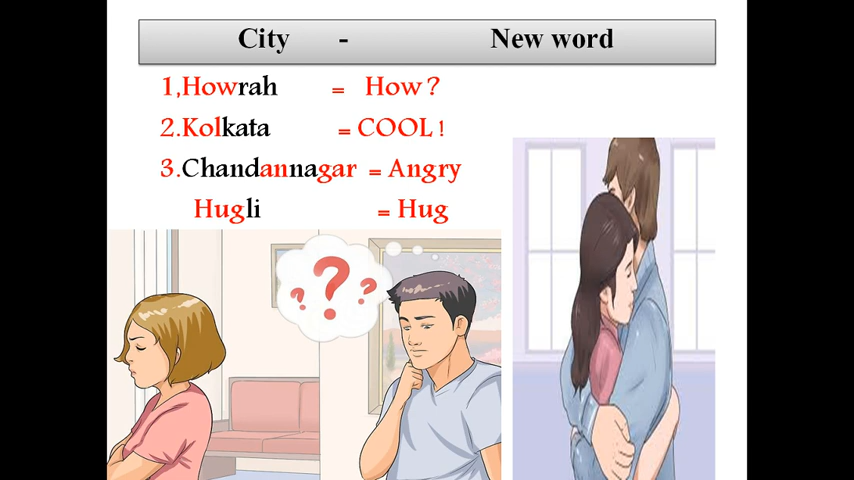 City - New word
1,Howrah = How ?
2.Kolkata = COOL !
3.Chandannagar = Angry
Hugli = Hug
? ? ?